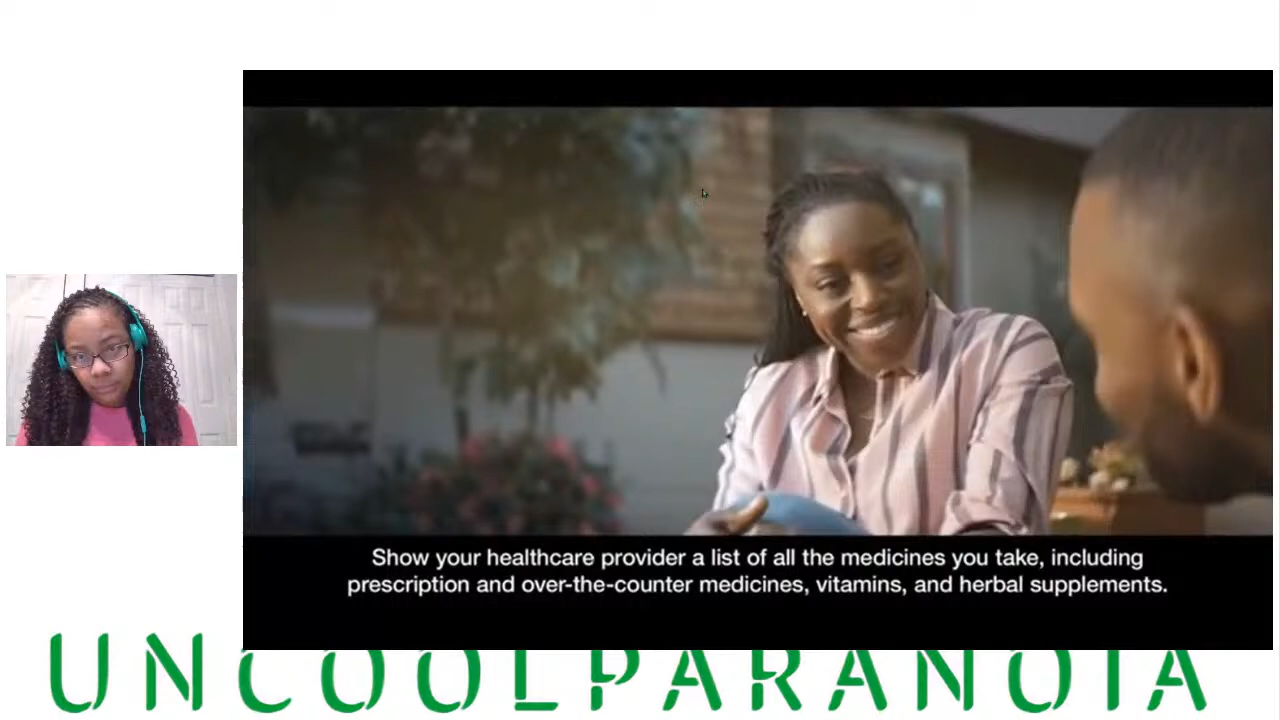 Show your healthcare provider a list of all the medicines you take, including
prescription and over-the-counter medicines, vitamins, and herbal supplements.
UNCOOLPARANOIA